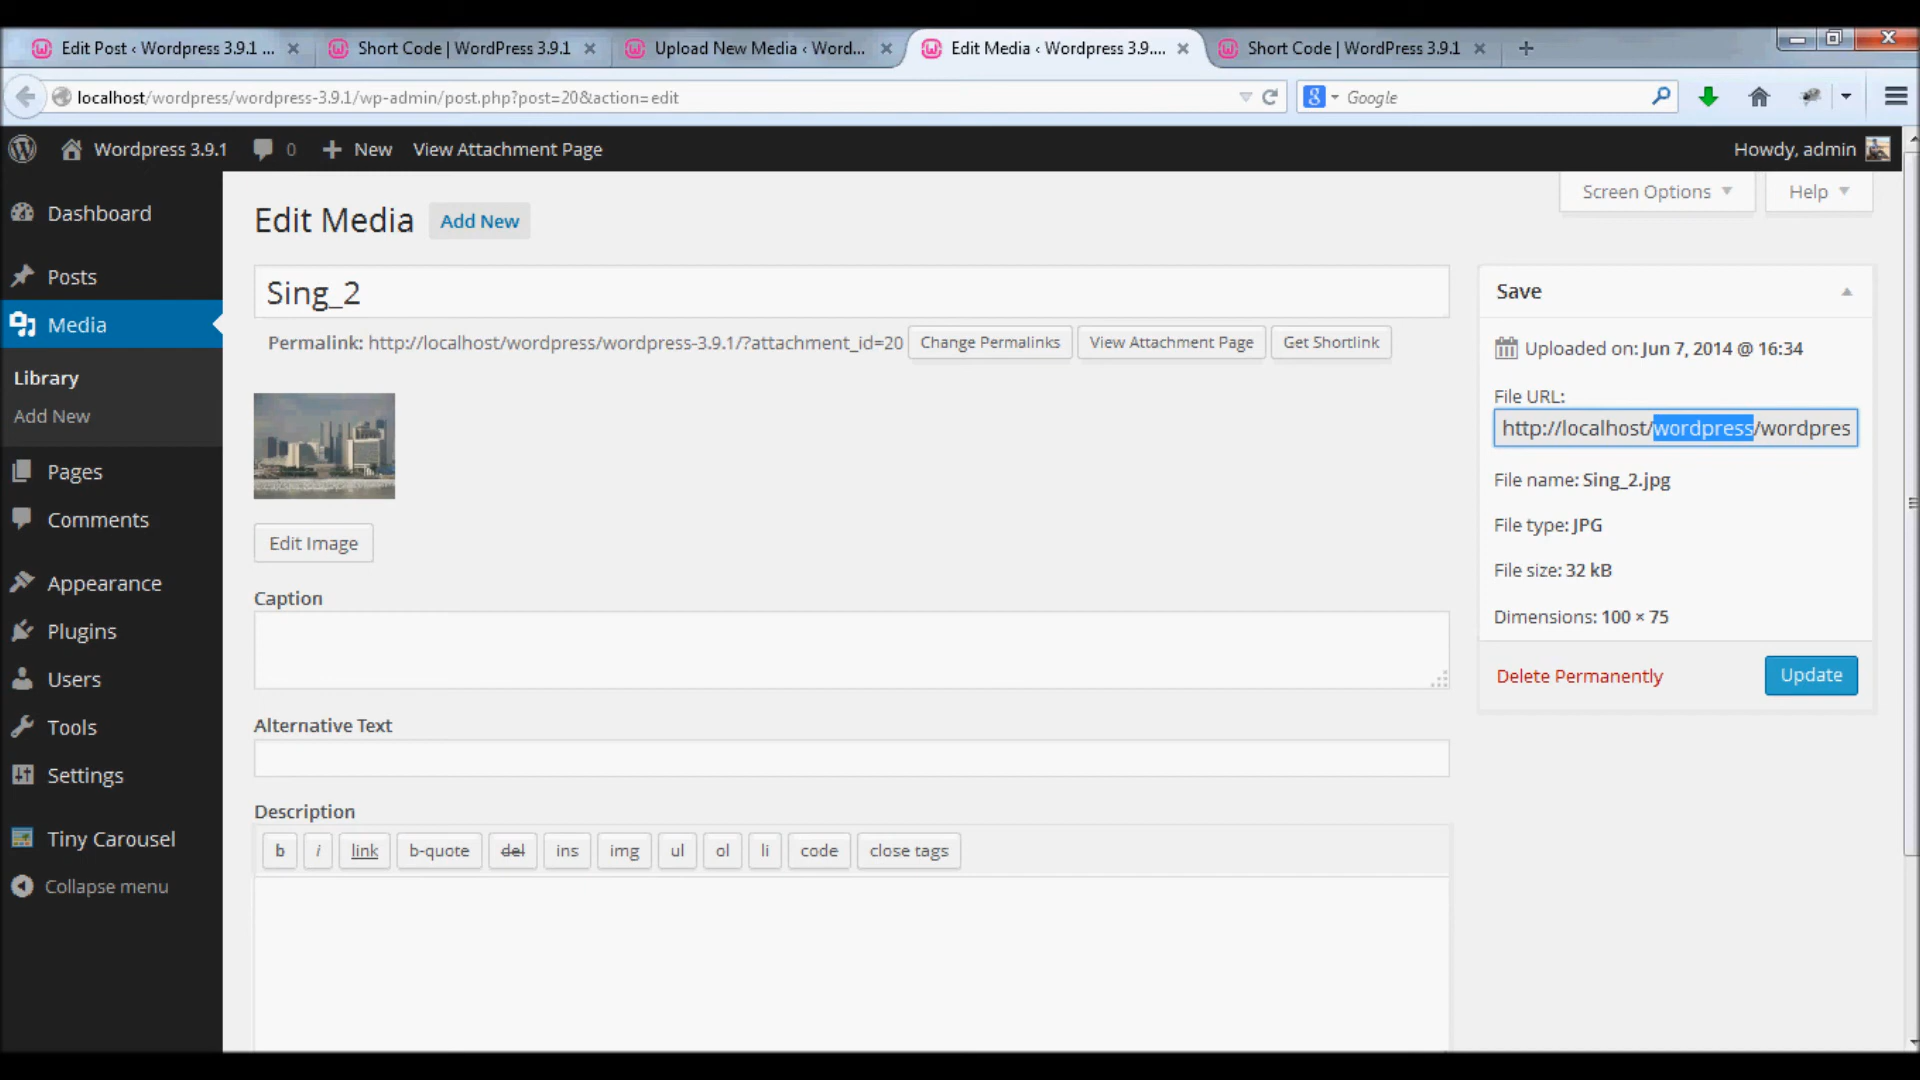 Edit Post ‹ Wordpress 3.9.1 ...
Short Code | WordPress 3.9.1
Upload New Media ‹ Word...
Edit Media ‹ Wordpress 3.9....
Short Code | WordPress 3.9.1
localhost/wordpress/wordpress-3.9.1/wp-admin/post.php?post=20&action=edit
Google
Wordpress 3.9.1
0
New
View Attachment Page
Howdy, admin
Screen Options
Help
Dashboard
Posts
Media
Library
Add New
Pages
Comments
Appearance
Plugins
Users
Tools
Settings
Tiny Carousel
Collapse menu
Edit Media
Add New
Sing_2
Permalink: http://localhost/wordpress/wordpress-3.9.1/?attachment_id=20
Change Permalinks
View Attachment Page
Get Shortlink
Edit Image
Caption
Alternative Text
Description
b
i
link
b-quote
del
ins
img
ul
ol
li
code
close tags
Save
Uploaded on: Jun 7, 2014 @ 16:34
File URL:
http://localhost/wordpress/wordpres
File name: Sing_2.jpg
File type: JPG
File size: 32 kB
Dimensions: 100 × 75
Delete Permanently
Update